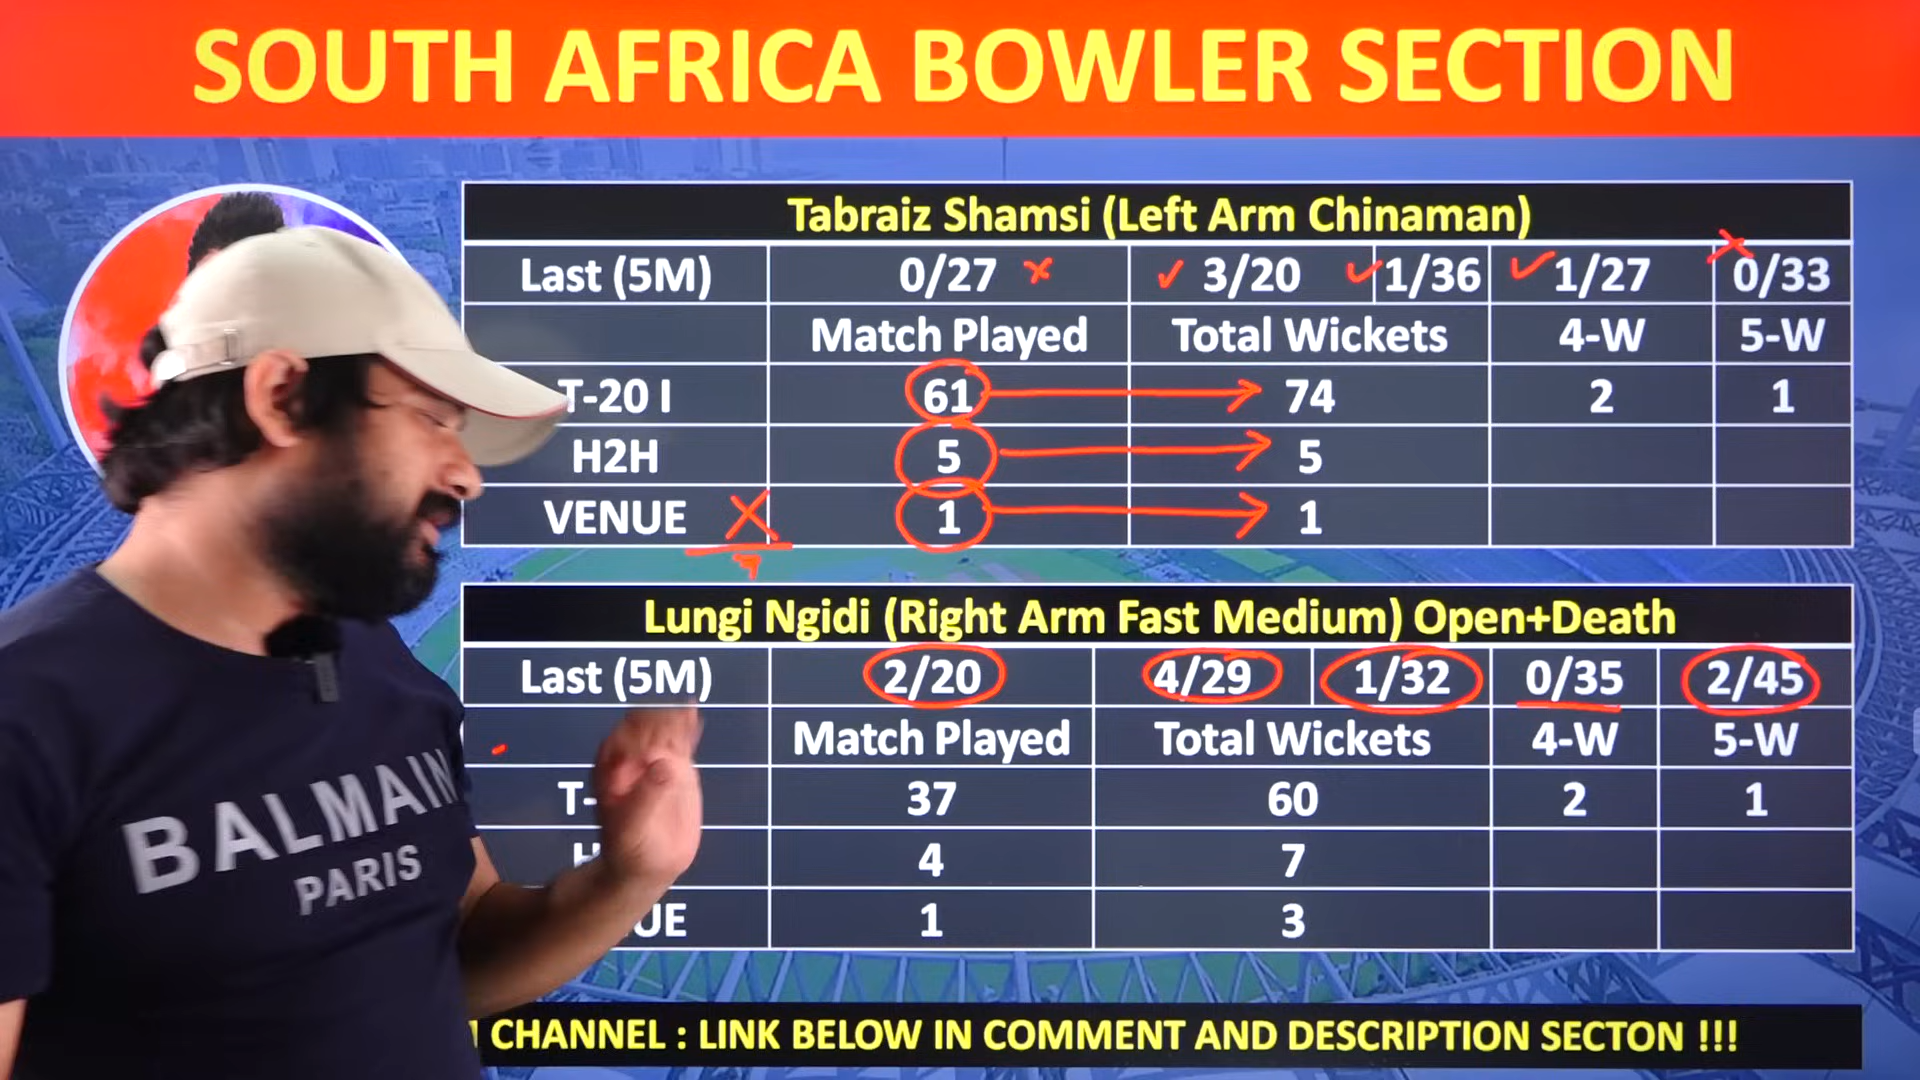 SOUTH AFRICA BOWLER SECTION
Tabraiz Shamsi (Left Arm Chinaman)
Last (5M) 0/27 3/20 1/36 1/27 0/33
Match Played Total Wickets 4-W 5-W
T-20 I 61 74 2 1
H2H 5 5
VENUE 1 1
Lungi Ngidi (Right Arm Fast Medium) Open+Death
Last (5M) 2/20 4/29 1/32 0/35 2/45
Match Played Total Wickets 4-W 5-W
T- 37 60 2 1
H 4 7
UE 1 3
CHANNEL : LINK BELOW IN COMMENT AND DESCRIPTION SECTON !!!
BALMAIN
PARIS